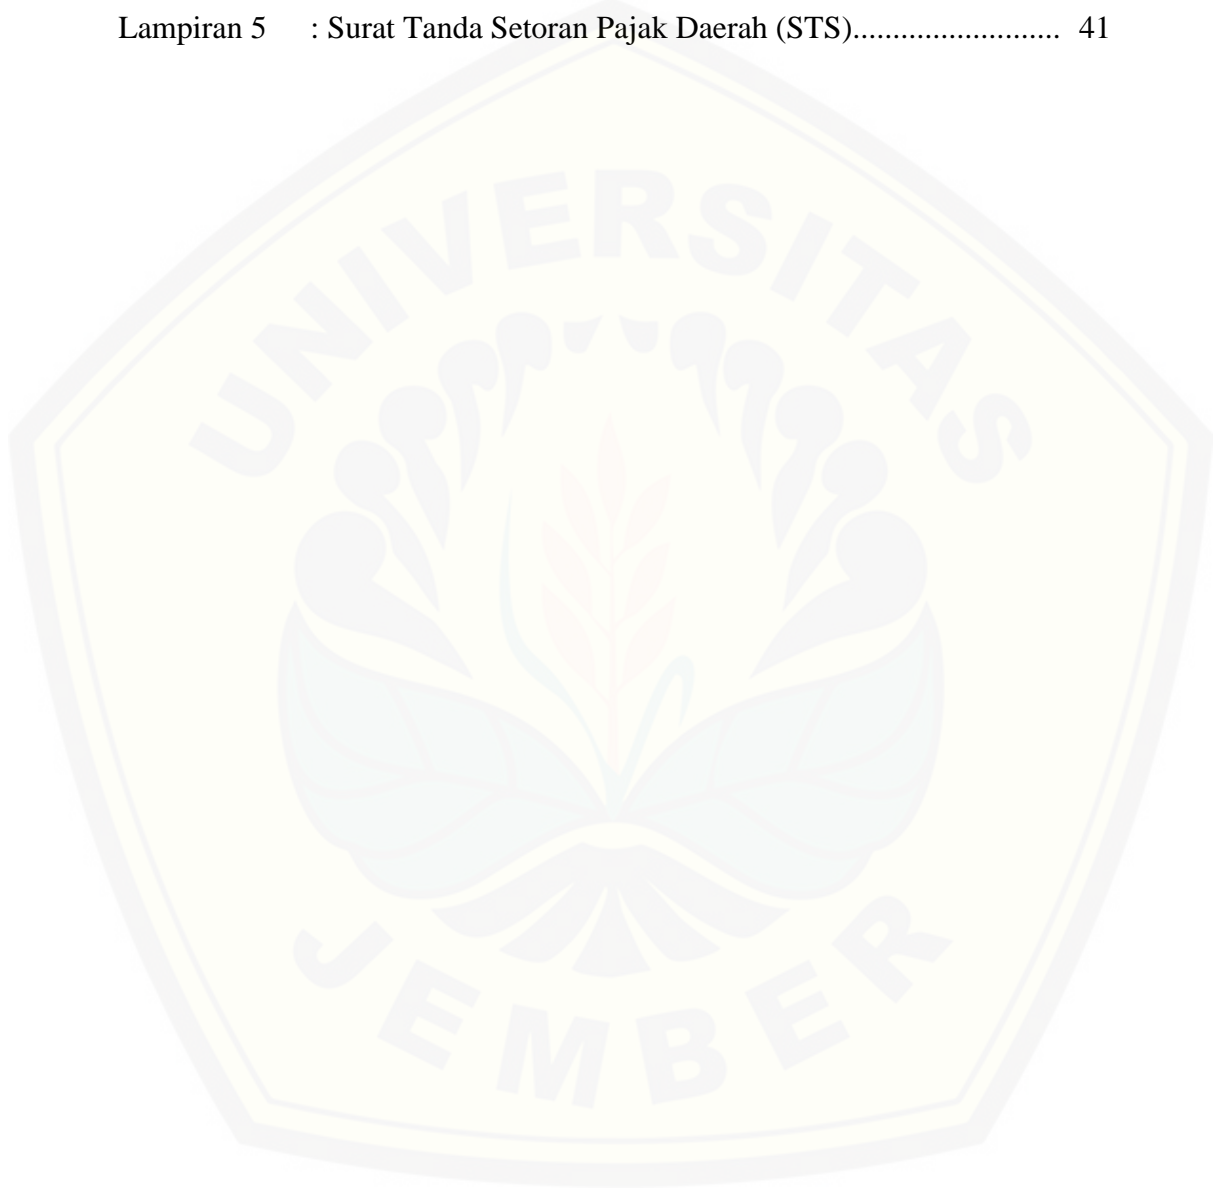 Lampiran 5 : Surat Tanda Setoran Pajak Daerah (STS).......................... 41
UNIVERSITAS
JEMBER